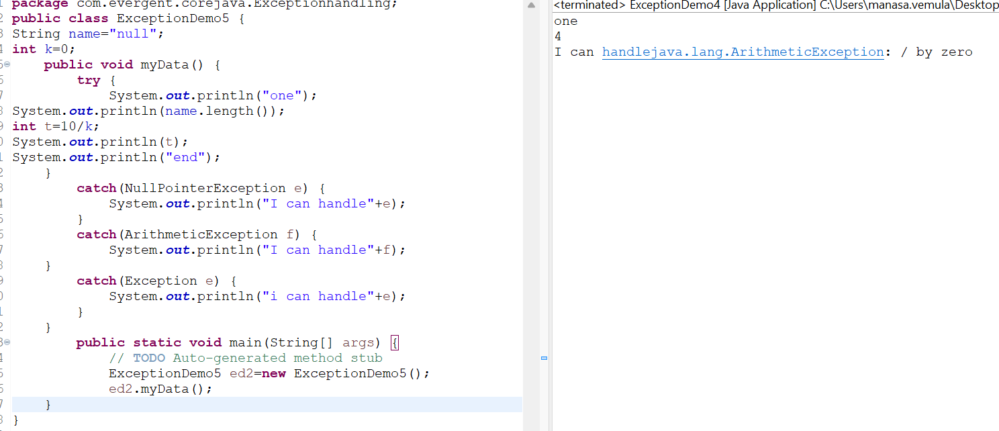 package com.evergent.corejava.Exceptionhandling;
public class ExceptionDemo5 {
String name="null";
int k=0;
public void myData() {
try {
System.out.println("one");
System.out.println(name.length());
int t=10/k;
System.out.println(t);
System.out.println("end");
}
catch(NullPointerException e) {
System.out.println("I can handle"+e);
}
catch(ArithmeticException f) {
System.out.println("I can handle"+f);
}
catch(Exception e) {
System.out.println("i can handle"+e);
}
}
public static void main(String[] args) {
// TODO Auto-generated method stub
ExceptionDemo5 ed2=new ExceptionDemo5();
ed2.myData();
}
}
<terminated> ExceptionDemo4 [Java Application] C:\Users\manasa.vemula\Desktop
one
4
I can handlejava.lang.ArithmeticException: / by zero